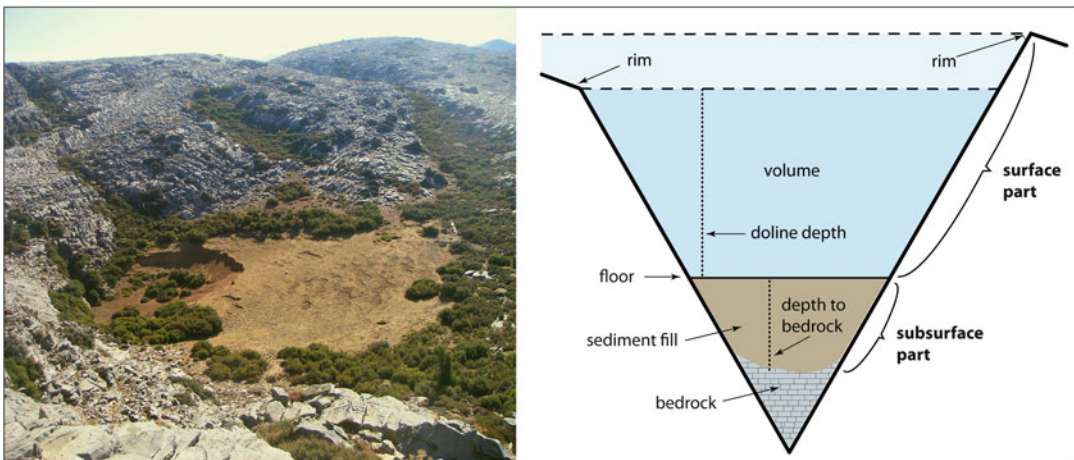 rim
rim
volume
surface
part
doline depth
floor
depth to
bedrock
sediment fill
subsurface
part
bedrock